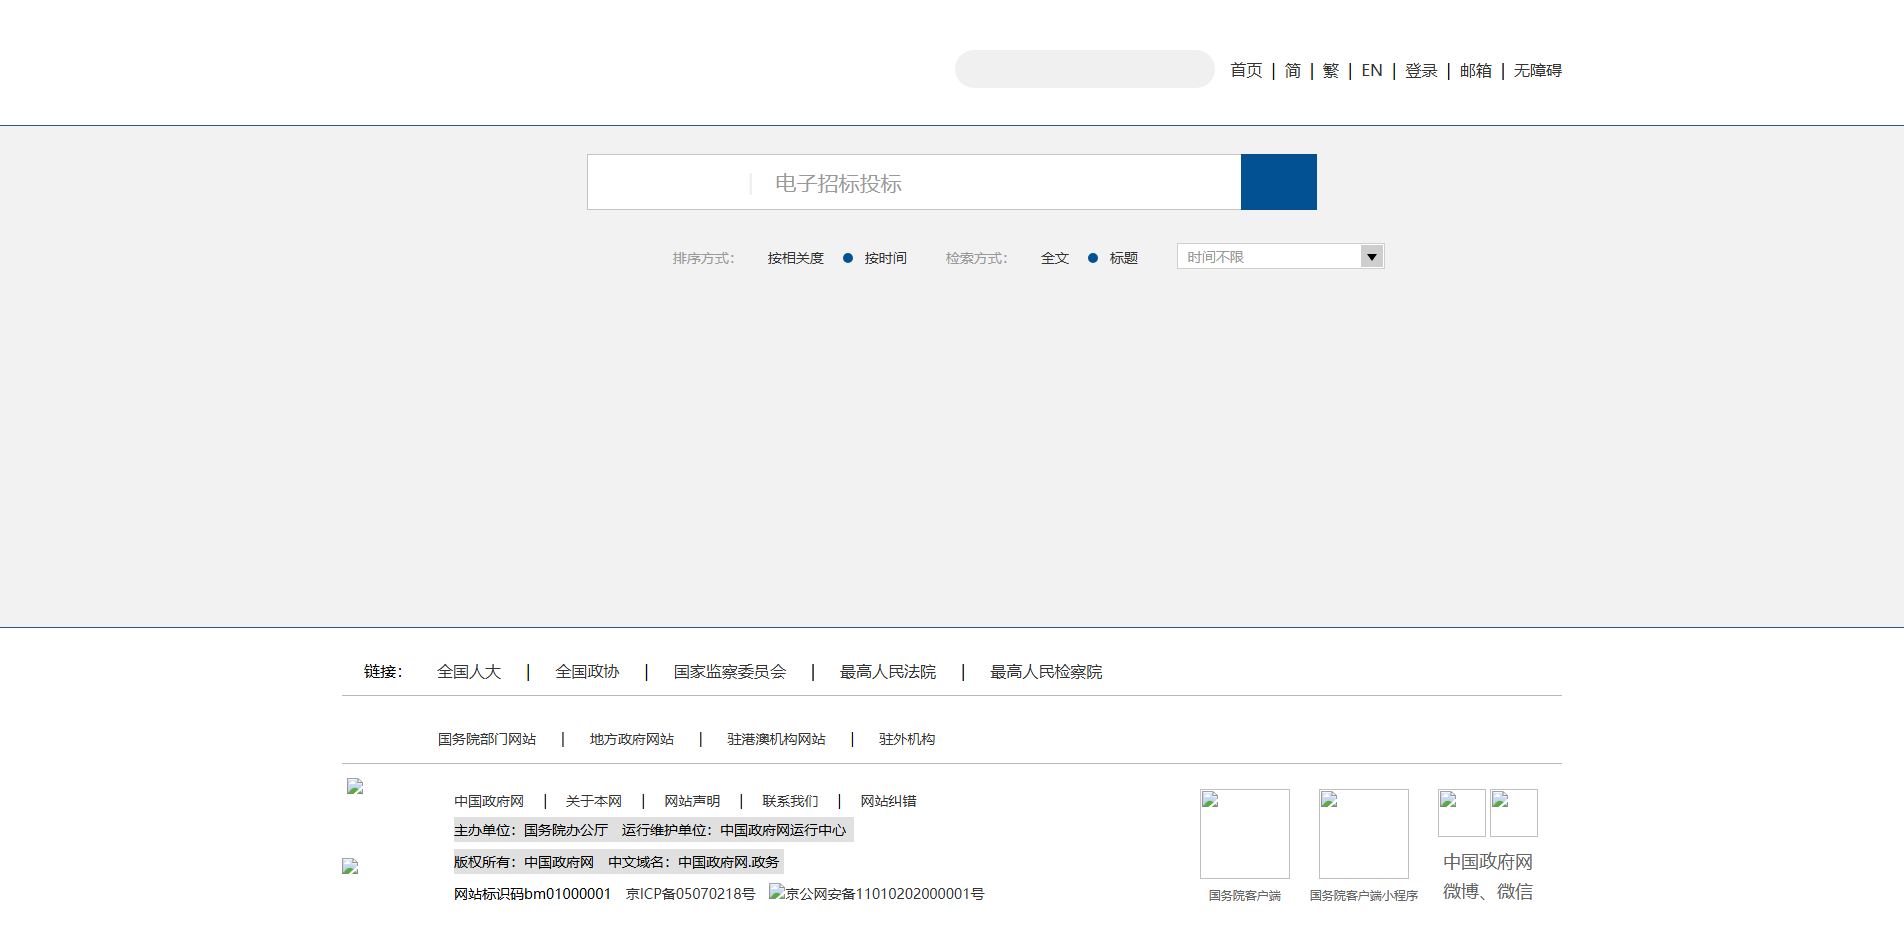 首页 | 简 | 繁 | EN | 登录 | 邮箱 | 无障碍
电子招标投标
排序方式： 按相关度 按时间 检索方式： 全文 标题 时间不限
链接： 全国人大 | 全国政协 | 国家监察委员会 | 最高人民法院 | 最高人民检察院
国务院部门网站 | 地方政府网站 | 驻港澳机构网站 | 驻外机构
中国政府网 | 关于本网 | 网站声明 | 联系我们 | 网站纠错
主办单位：国务院办公厅 运行维护单位：中国政府网运行中心
版权所有：中国政府网 中文域名：中国政府网.政务
网站标识码bm01000001 京ICP备05070218号 京公网安备11010202000001号
国务院客户端
国务院客户端小程序
中国政府网
微博、微信